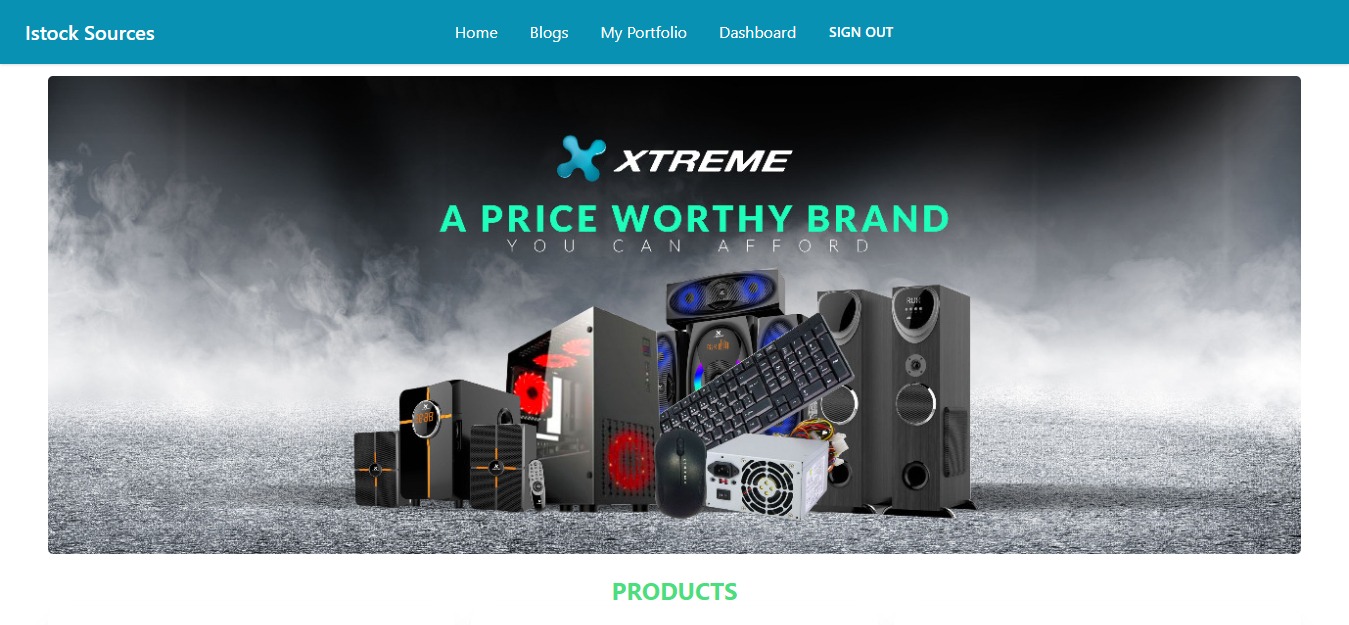 Istock Sources
Home Blogs My Portfolio Dashboard SIGN OUT
XTREME
A PRICE WORTHY BRAND
YOU CAN AFFORD
PRODUCTS